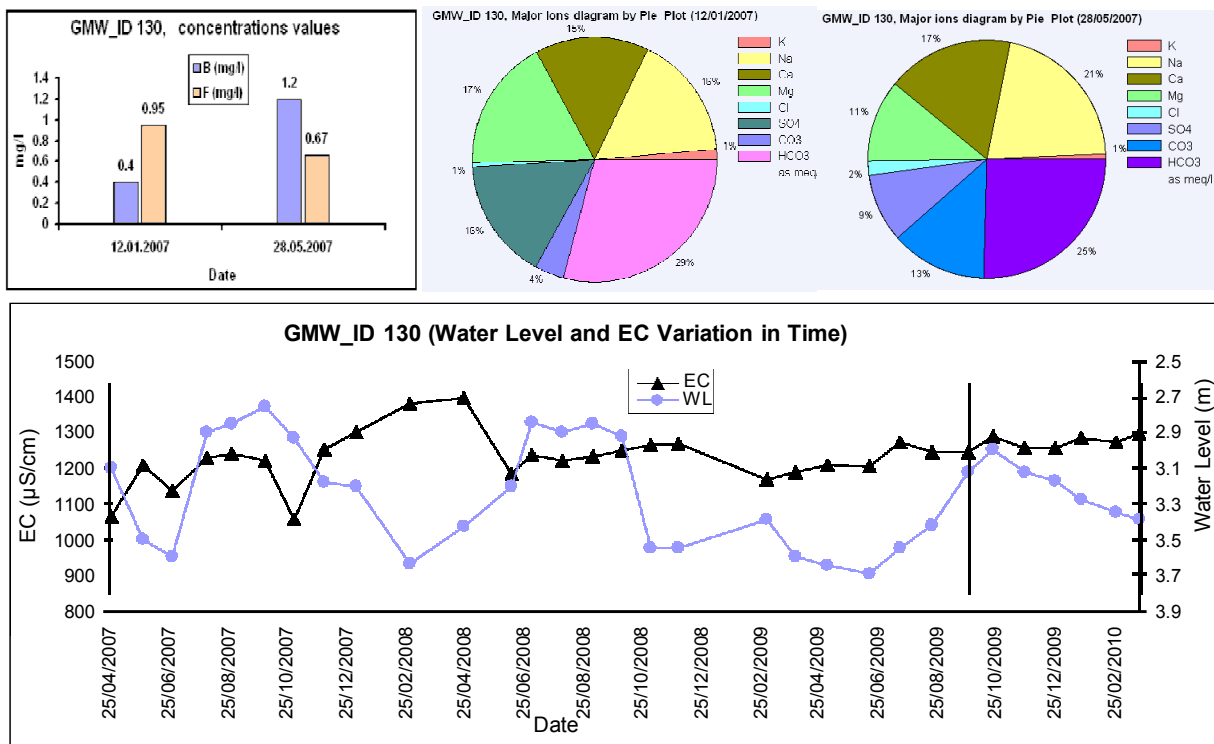 GMW_ID 130, concentrations values
B (mg/l)
F (mg/l)
mg/l
1.4
1.2
1
0.8
0.6
0.4
0.2
0
0.4
0.95
1.2
0.67
12.01.2007
28.05.2007
Date
GMW_ID 130, Major Ions diagram by Pie Plot (12/01/2007)
15%
16%
17%
1%
1%
16%
4%
29%
K
Na
Ca
Mg
Cl
SO4
CO3
HCO3
as meq/l
GMW_ID 130, Major ions diagram by Pie Plot (28/05/2007)
17%
21%
11%
1%
2%
9%
13%
25%
K
Na
Ca
Mg
Cl
SO4
CO3
HCO3
as meq/l
GMW_ID 130 (Water Level and EC Variation in Time)
EC
WL
EC (µS/cm)
1500
1400
1300
1200
1100
1000
900
800
Water Level (m)
2.5
2.7
2.9
3.1
3.3
3.5
3.7
3.9
25/04/2007
25/06/2007
25/08/2007
25/10/2007
25/12/2007
25/02/2008
25/04/2008
25/06/2008
25/08/2008
25/10/2008
25/12/2008
25/02/2009
25/04/2009
25/06/2009
25/08/2009
25/10/2009
25/12/2009
25/02/2010
Date